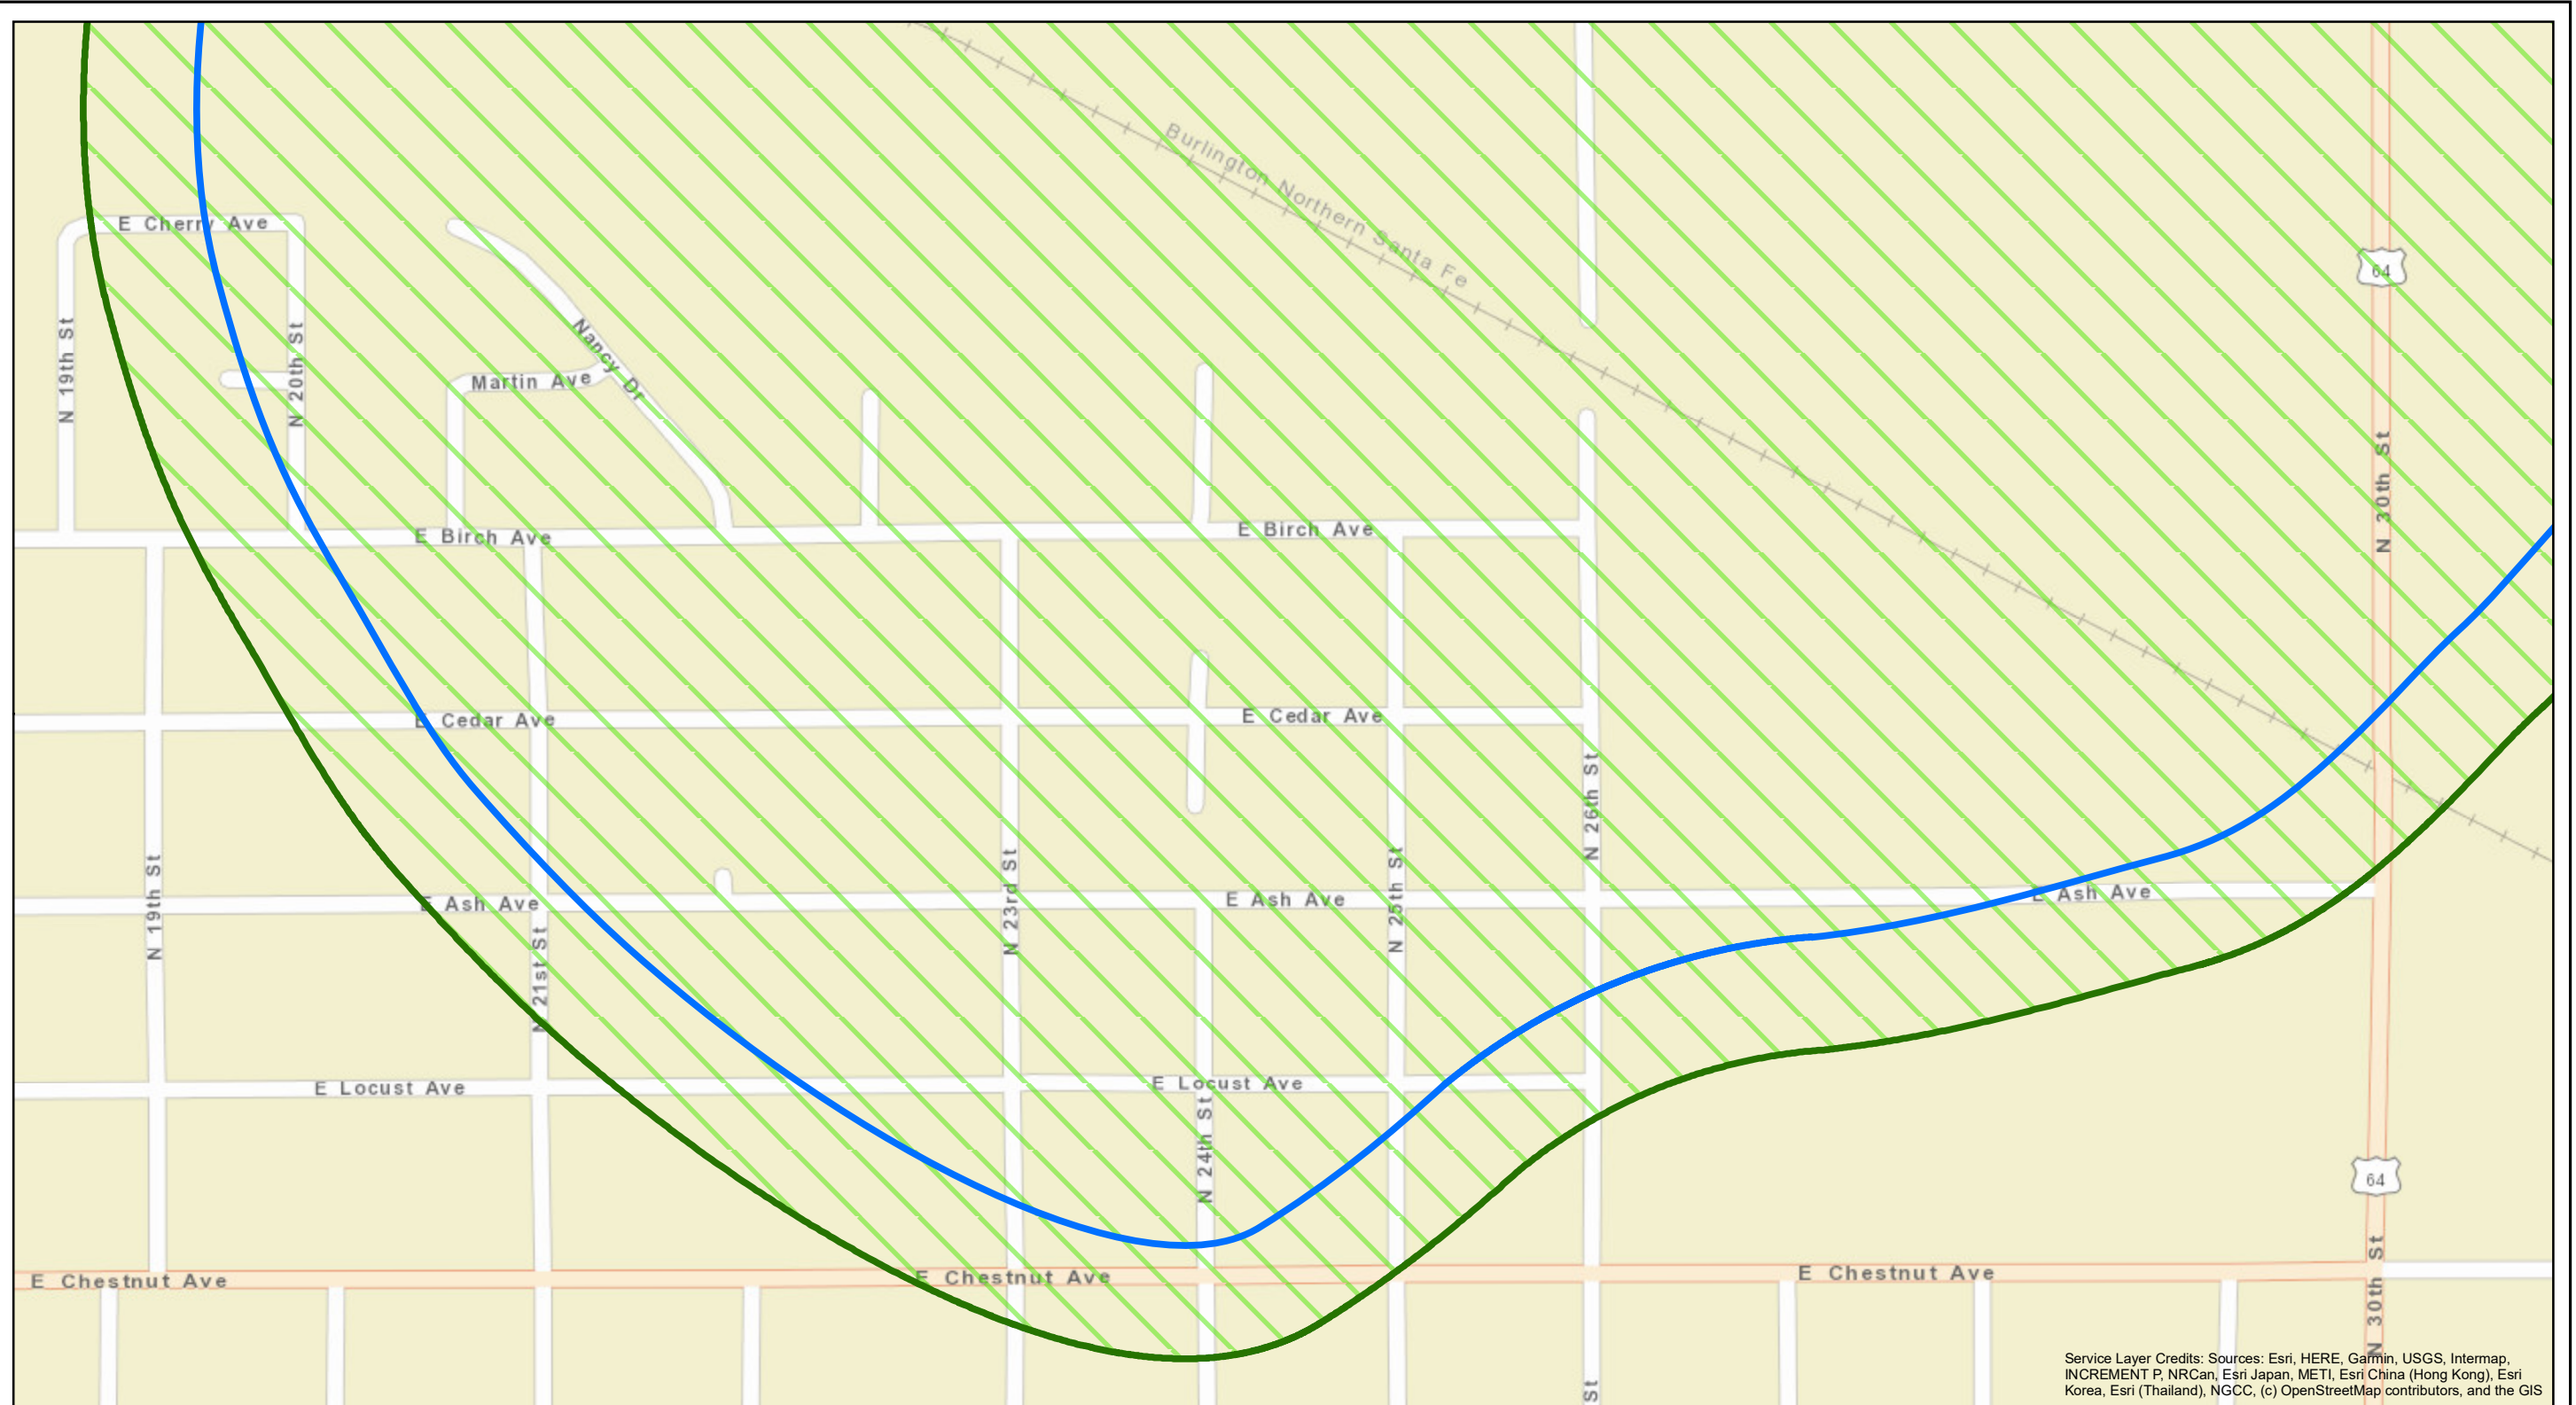 Burlington Northern Santa Fe
E Cherry Ave
64
N 19th St
N 20th St
Nancy Dr
Martin Ave
N 30th St
E Birch Ave
E Birch Ave
E Cedar Ave
E Cedar Ave
N 26th St
N 19th St
N 23rd St
N 25th St
E Ash Ave
E Ash Ave
E Ash Ave
N 21st St
E Locust Ave
E Locust Ave
N 24th St
64
E Chestnut Ave
E Chestnut Ave
E Chestnut Ave
N 30th St
St
Service Layer Credits: Sources: Esri, HERE, Garmin, USGS, Intermap,
INCREMENT P, NRCan, Esri Japan, METI, Esri China (Hong Kong), Esri
Korea, Esri (Thailand), NGCC, (c) OpenStreetMap contributors, and the GIS